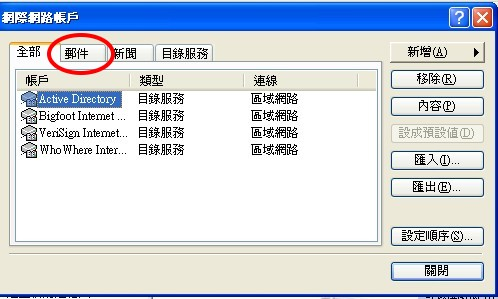 網際網路帳戶
全部 郵件 新聞 目錄服務
帳戶 類型 連線
Active Directory 目錄服務 區域網路
Bigfoot Internet ... 目錄服務 區域網路
VeriSign Internet... 目錄服務 區域網路
WhoWhere Inter... 目錄服務 區域網路
新增(A)
移除(R)
內容(P)
設成預設值(D)
匯入(I)...
匯出(E)...
設定順序(S)...
關閉